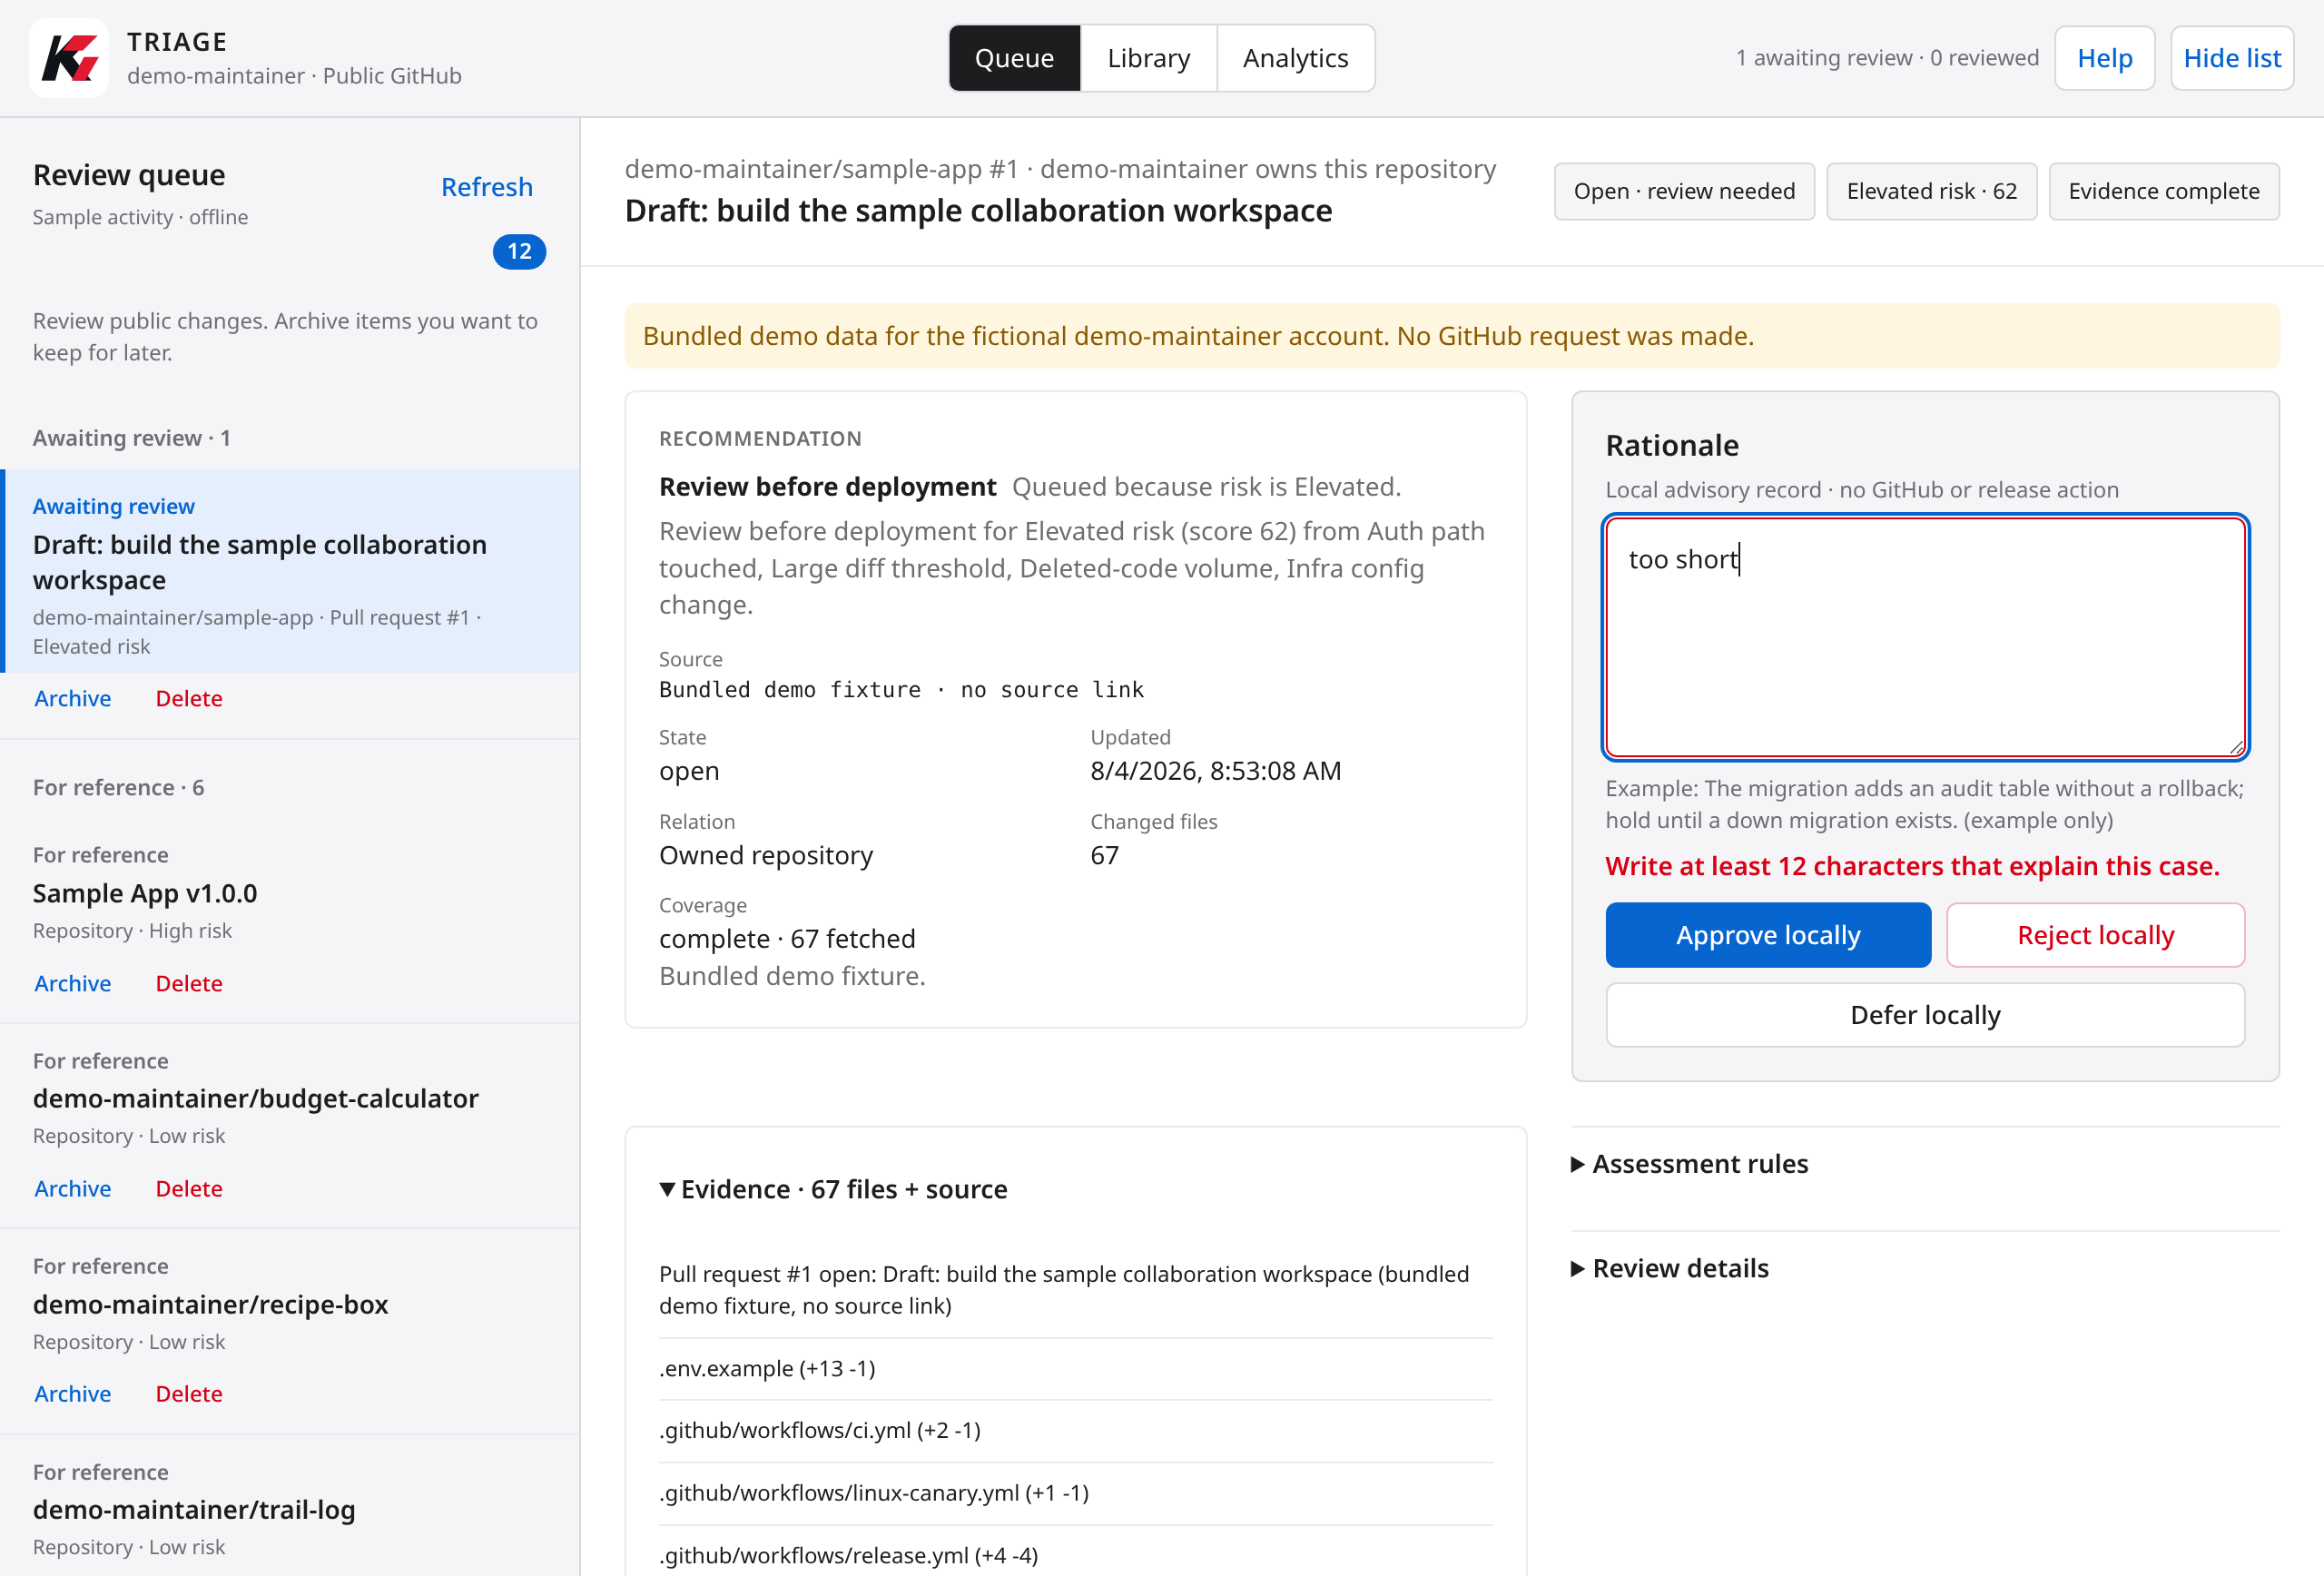 TRIAGE
demo-maintainer · Public GitHub
Queue
Library
Analytics
1 awaiting review · 0 reviewed
Help
Hide list
Review queue
Refresh
Sample activity · offline
12
Review public changes. Archive items you want to
keep for later.
Awaiting review · 1
Awaiting review
Draft: build the sample collaboration
workspace
demo-maintainer/sample-app · Pull request #1 ·
Elevated risk
Archive
Delete
For reference · 6
For reference
Sample App v1.0.0
Repository · High risk
Archive
Delete
For reference
demo-maintainer/budget-calculator
Repository · Low risk
Archive
Delete
For reference
demo-maintainer/recipe-box
Repository · Low risk
Archive
Delete
For reference
demo-maintainer/trail-log
Repository · Low risk
demo-maintainer/sample-app #1 · demo-maintainer owns this repository
Draft: build the sample collaboration workspace
Open · review needed
Elevated risk · 62
Evidence complete
Bundled demo data for the fictional demo-maintainer account. No GitHub request was made.
RECOMMENDATION
Review before deployment Queued because risk is Elevated.
Review before deployment for Elevated risk (score 62) from Auth path
touched, Large diff threshold, Deleted-code volume, Infra config
change.
Source
Bundled demo fixture · no source link
State
open
Updated
8/4/2026, 8:53:08 AM
Relation
Owned repository
Changed files
67
Coverage
complete · 67 fetched
Bundled demo fixture.
Evidence · 67 files + source
Pull request #1 open: Draft: build the sample collaboration workspace (bundled
demo fixture, no source link)
.env.example (+13 -1)
.github/workflows/ci.yml (+2 -1)
.github/workflows/linux-canary.yml (+1 -1)
.github/workflows/release.yml (+4 -4)
Rationale
Local advisory record · no GitHub or release action
too short
Example: The migration adds an audit table without a rollback;
hold until a down migration exists. (example only)
Write at least 12 characters that explain this case.
Approve locally
Reject locally
Defer locally
Assessment rules
Review details